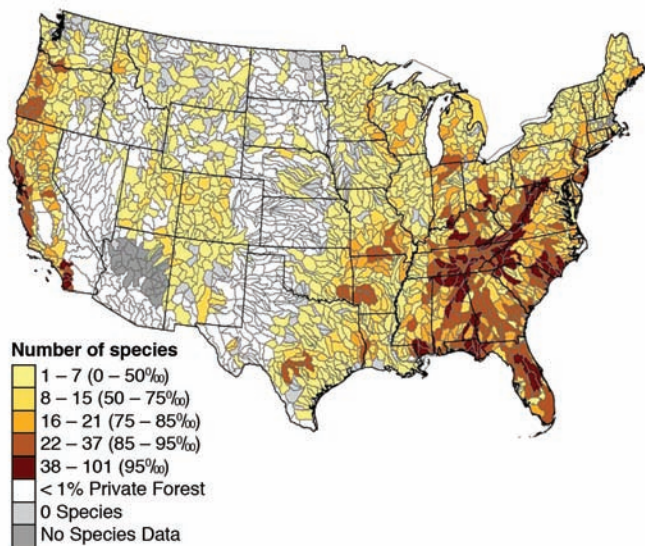 Number of species
1 – 7 (0 – 50‰)
8 – 15 (50 – 75‰)
16 – 21 (75 – 85‰)
22 – 37 (85 – 95‰)
38 – 101 (95‰)
< 1% Private Forest
0 Species
No Species Data